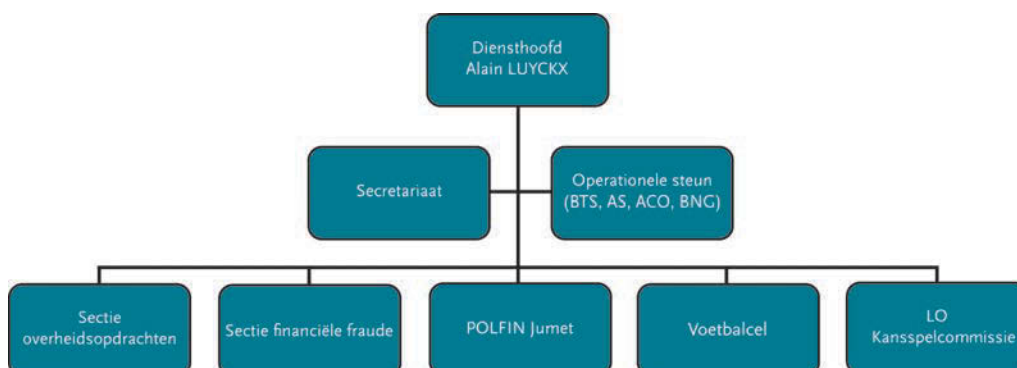 Diensthoofd
Alain LUYCKX
Secretariaat
Operationele steun
(BTS, AS, ACO, BNG)
Sectie
overheidsopdrachten
Sectie financiële fraude
POLFIN Jumet
Voetbalcel
LO
Kansspelcommissie